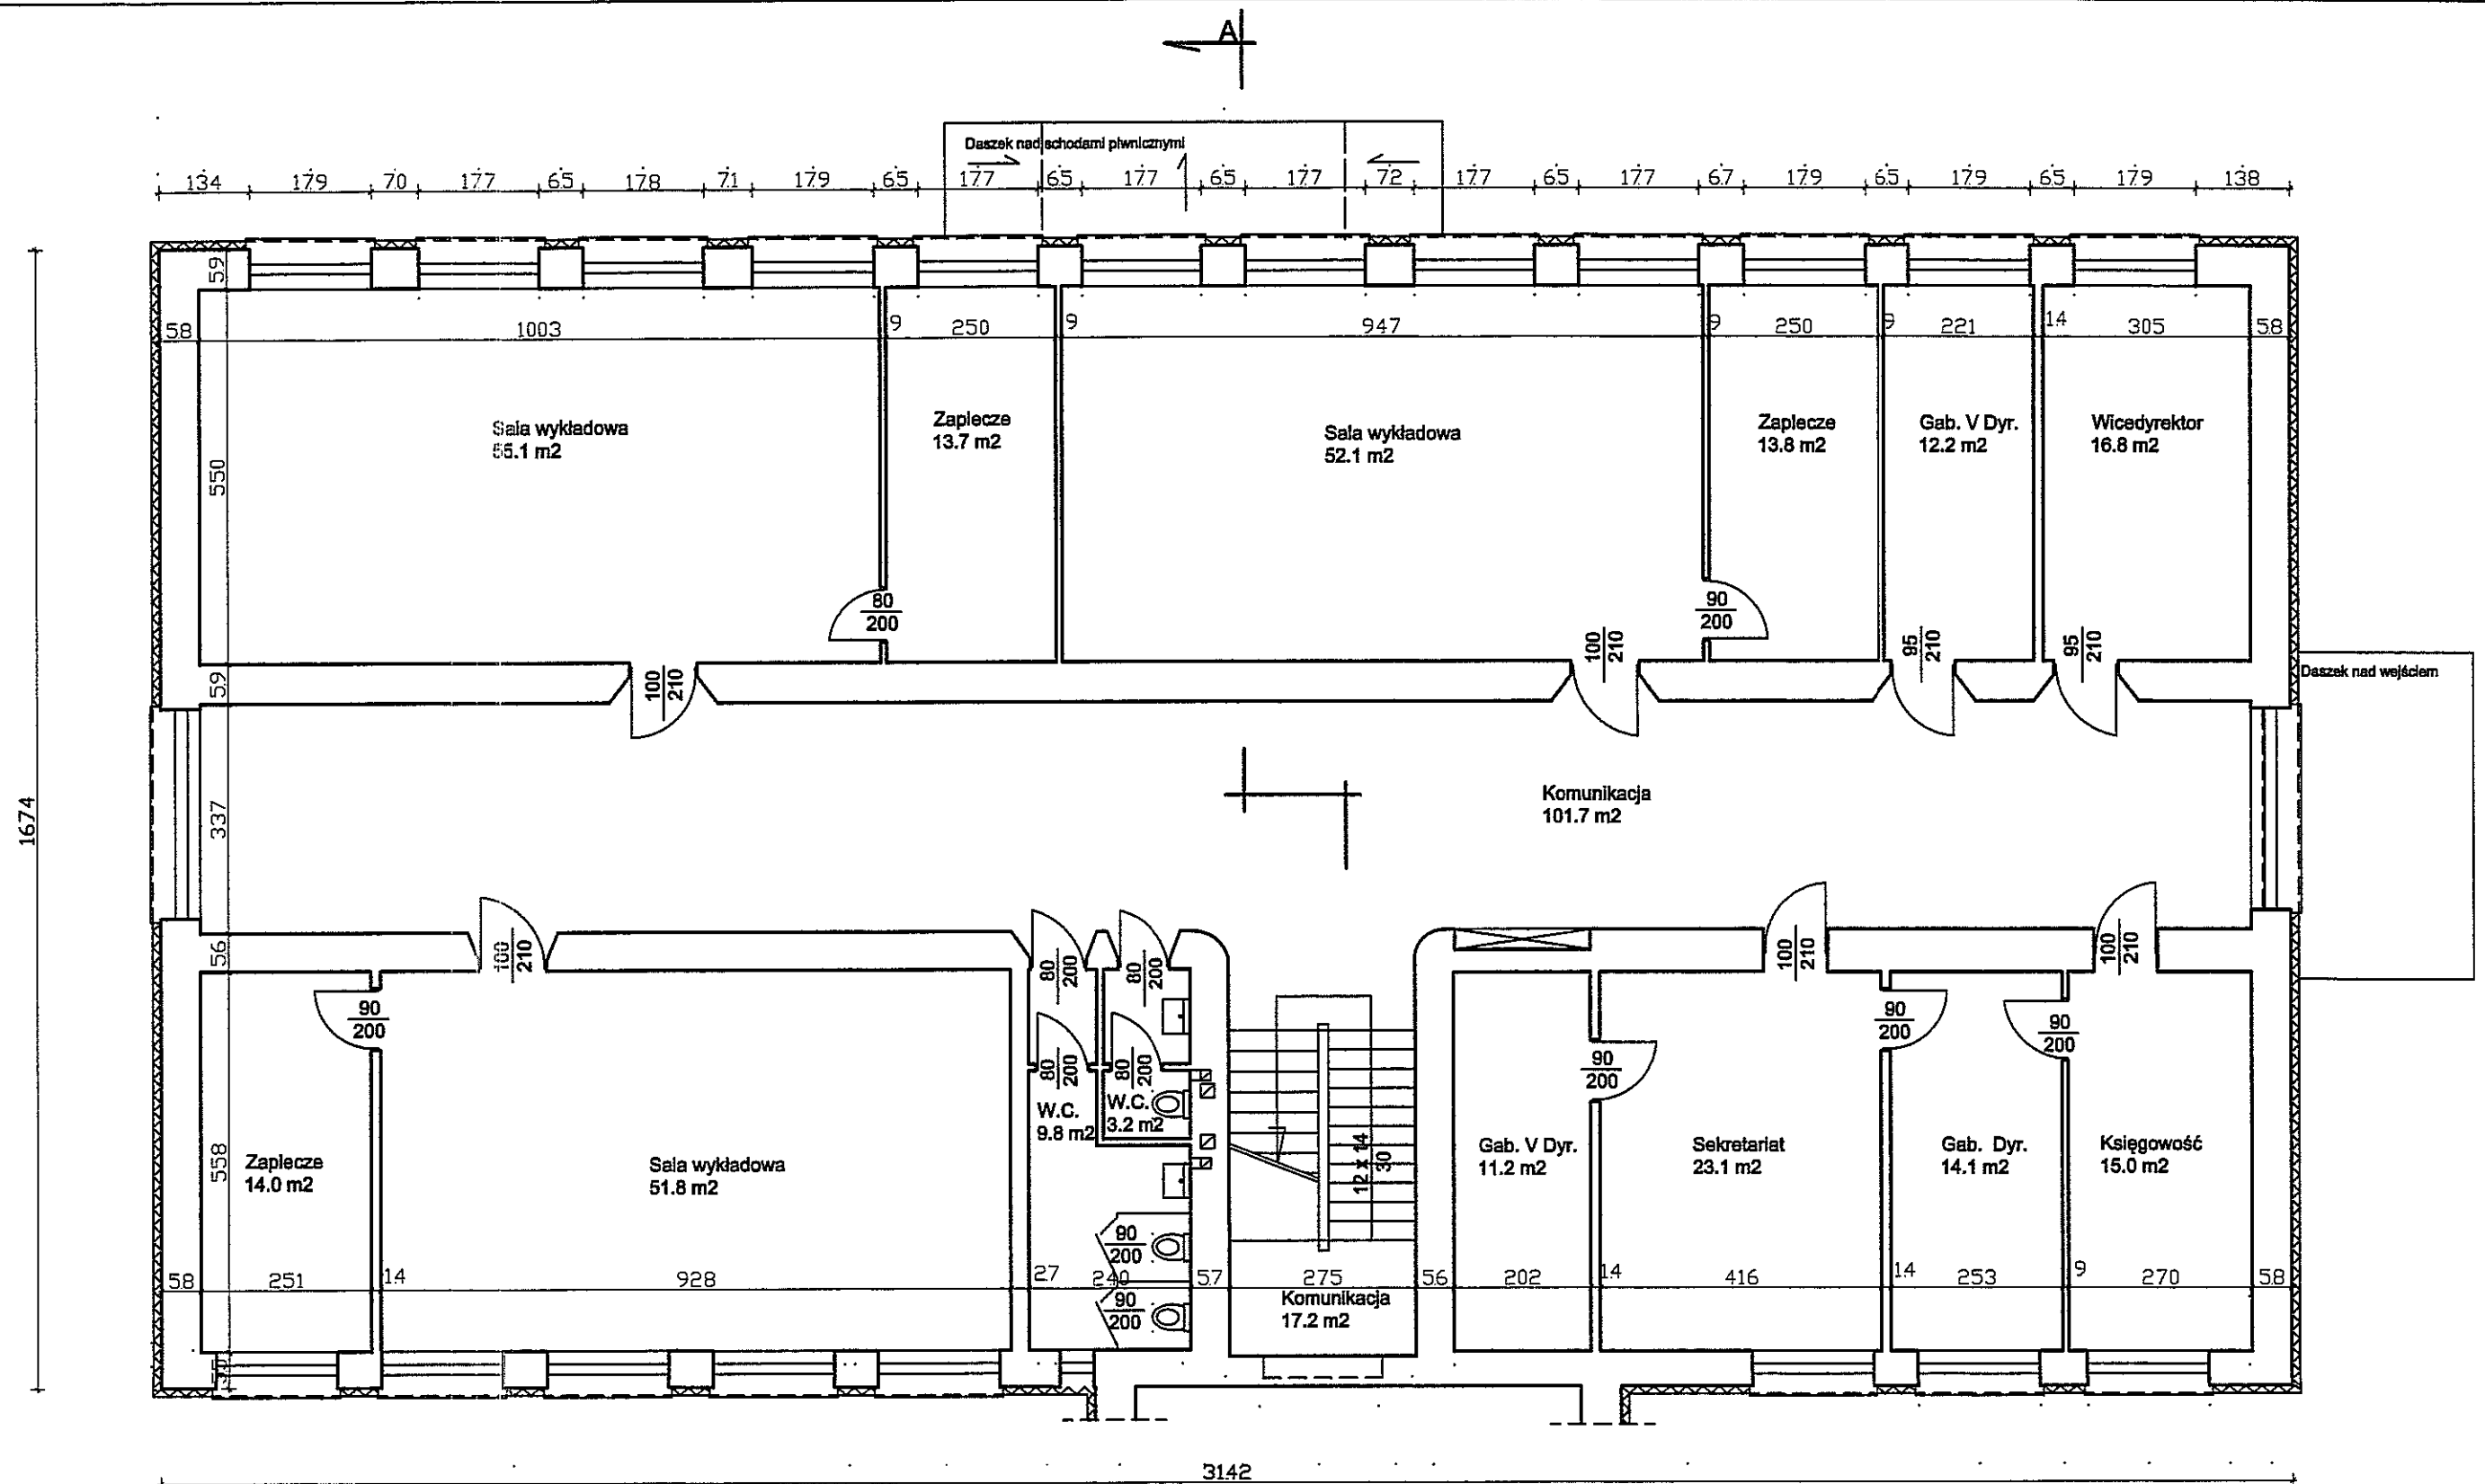 A
Daszek nad schodami piwnicznymi
134 179 70 177 65 178 71 179 65 177 65 177 65 177 72 177 65 177 67 179 65 179 65 179 138
59
58 1003 9 250 9 947 9 250 9 221 14 305 58
Sala wykładowa
55.1 m2
Zaplecze
13.7 m2
Sala wykładowa
52.1 m2
Zaplecze
13.8 m2
Gab. V Dyr.
12.2 m2
Wicedyrektor
16.8 m2
550
80
200
90
200
100
210
100
210
95
210
95
210
59
Daszek nad wejściem
1674
337
Komunikacja
101.7 m2
56
100
210
80
200
80
200
100
210
100
210
90
200
90
200
90
200
90
200
80
200
80
200
W.C.
9.8 m2
W.C.
3.2 m2
558
Zaplecze
14.0 m2
Sala wykładowa
51.8 m2
12 x 14
30
Gab. V Dyr.
11.2 m2
Sekretariat
23.1 m2
Gab. Dyr.
14.1 m2
Księgowość
15.0 m2
90
200
90
200
58 251 14 928 27 240 57 275 56 202 14 416 14 253 9 270 58
Komunikacja
17.2 m2
3142